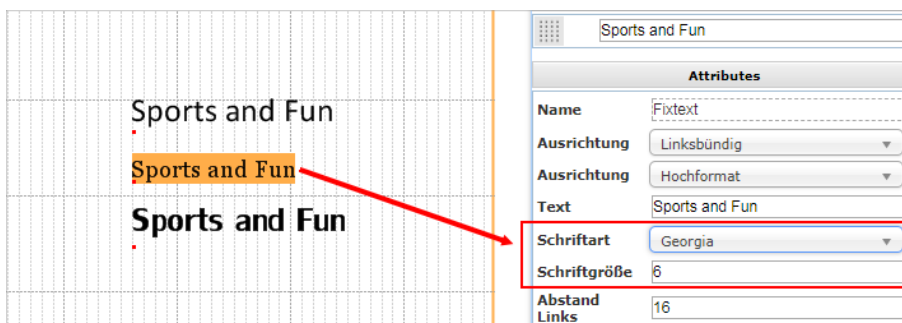 Sports and Fun
Sports and Fun
Sports and Fun
Sports and Fun
Attributes
Name Fixtext
Ausrichtung Linksbündig
Ausrichtung Hochformat
Text Sports and Fun
Schriftart Georgia
Schriftgröße 6
Abstand
Links 16